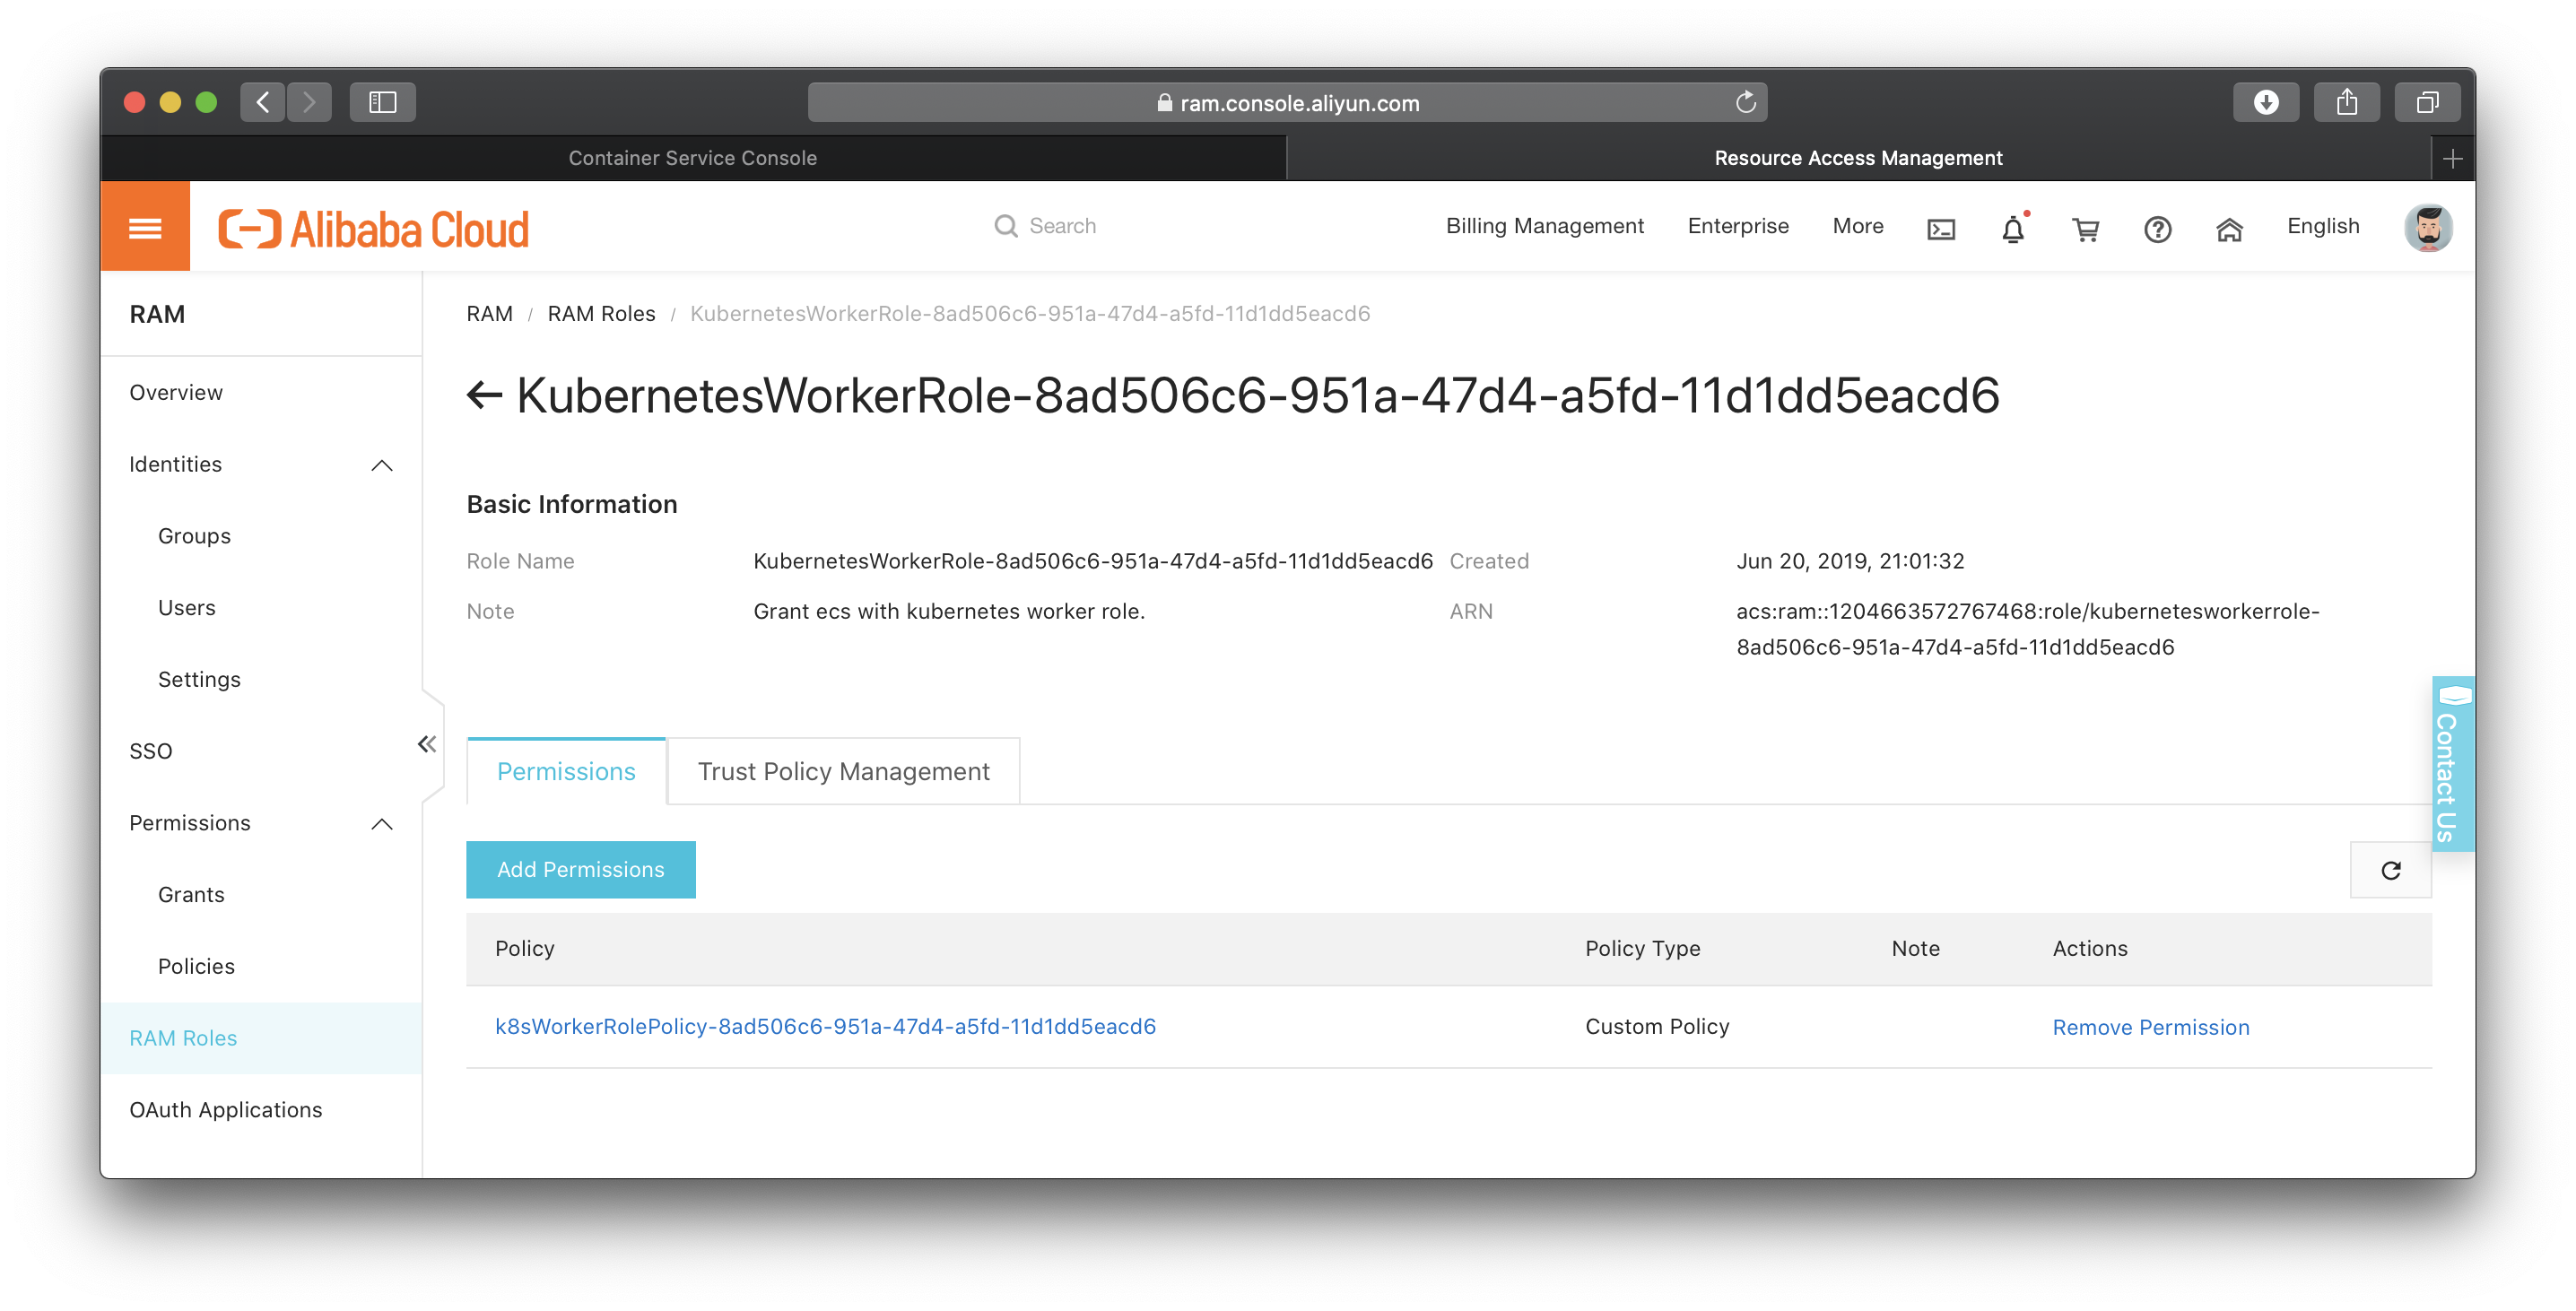 ram.console.aliyun.com
Container Service Console
Resource Access Management
Alibaba Cloud
Search
Billing Management
Enterprise
More
English
RAM
Overview
Identities
Groups
Users
Settings
SSO
Permissions
Grants
Policies
RAM Roles
OAuth Applications
RAM / RAM Roles / KubernetesWorkerRole-8ad506c6-951a-47d4-a5fd-11d1dd5eacd6
KubernetesWorkerRole-8ad506c6-951a-47d4-a5fd-11d1dd5eacd6
Basic Information
Role Name KubernetesWorkerRole-8ad506c6-951a-47d4-a5fd-11d1dd5eacd6 Created Jun 20, 2019, 21:01:32
Note Grant ecs with kubernetes worker role. ARN acs:ram::1204663572767468:role/kubernetesworkerrole-
8ad506c6-951a-47d4-a5fd-11d1dd5eacd6
Permissions Trust Policy Management
Add Permissions
Policy Policy Type Note Actions
k8sWorkerRolePolicy-8ad506c6-951a-47d4-a5fd-11d1dd5eacd6 Custom Policy Remove Permission
Contact Us